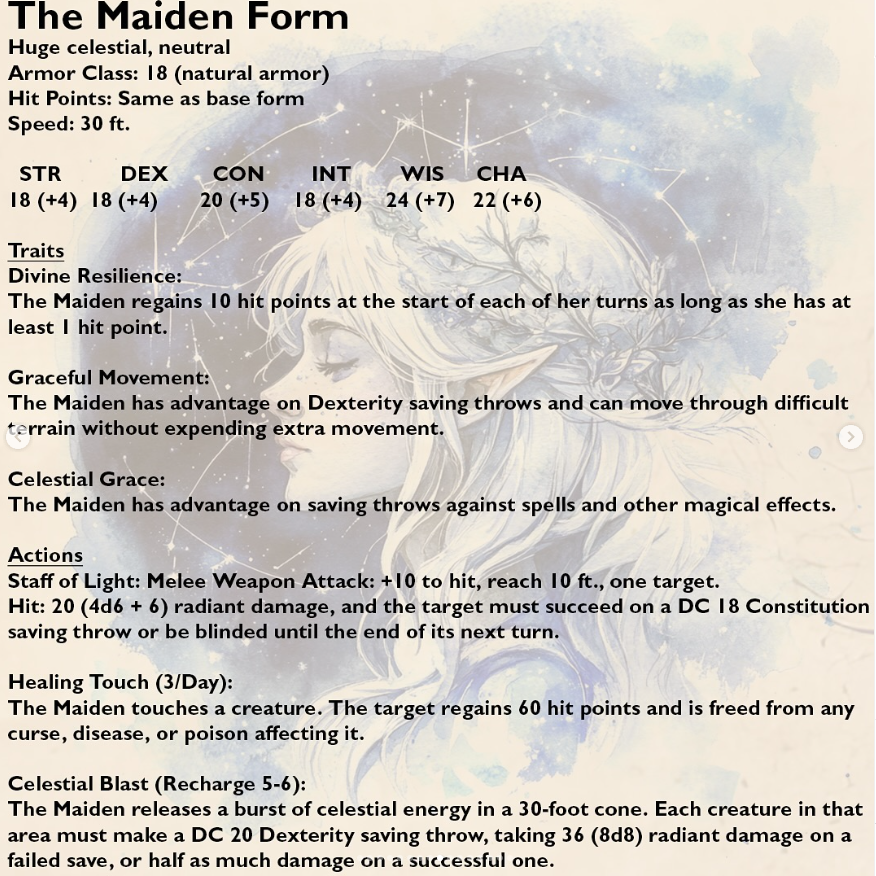 The Maiden Form
Huge celestial, neutral
Armor Class: 18 (natural armor)
Hit Points: Same as base form
Speed: 30 ft.
STR DEX CON INT WIS CHA
18 (+4) 18 (+4) 20 (+5) 18 (+4) 24 (+7) 22 (+6)
Traits
Divine Resilience:
The Maiden regains 10 hit points at the start of each of her turns as long as she has at
least 1 hit point.
Graceful Movement:
The Maiden has advantage on Dexterity saving throws and can move through difficult
terrain without expending extra movement.
Celestial Grace:
The Maiden has advantage on saving throws against spells and other magical effects.
Actions
Staff of Light: Melee Weapon Attack: +10 to hit, reach 10 ft., one target.
Hit: 20 (4d6 + 6) radiant damage, and the target must succeed on a DC 18 Constitution
saving throw or be blinded until the end of its next turn.
Healing Touch (3/Day):
The Maiden touches a creature. The target regains 60 hit points and is freed from any
curse, disease, or poison affecting it.
Celestial Blast (Recharge 5-6):
The Maiden releases a burst of celestial energy in a 30-foot cone. Each creature in that
area must make a DC 20 Dexterity saving throw, taking 36 (8d8) radiant damage on a
failed save, or half as much damage on a successful one.